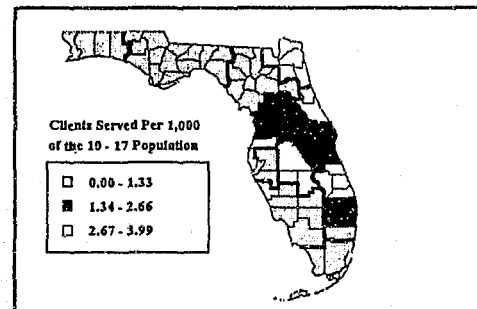 Clients Served Per 1,000
of the 10 - 17 Population
0.00 - 1.33
1.34 - 2.66
2.67 - 3.99